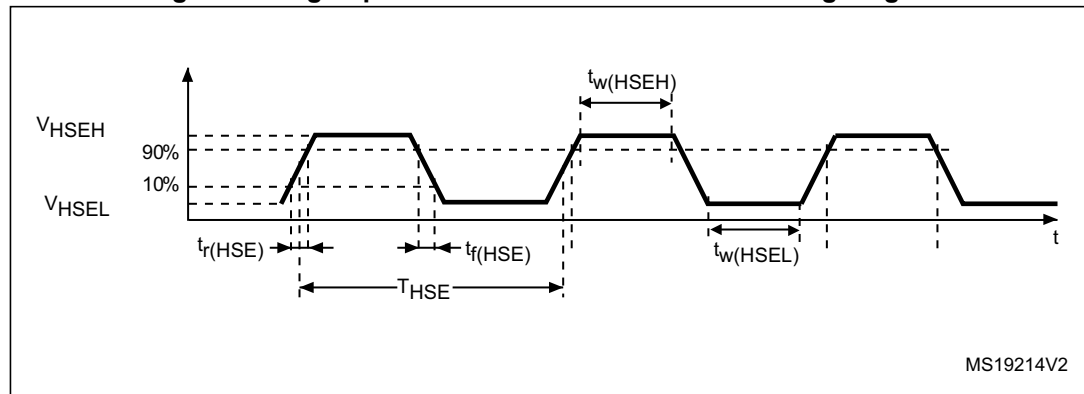 tw(HSEH)
VHSEH
90%
10%
VHSEL
tr(HSE)
tf(HSE)
tw(HSEL)
t
THSE
MS19214V2